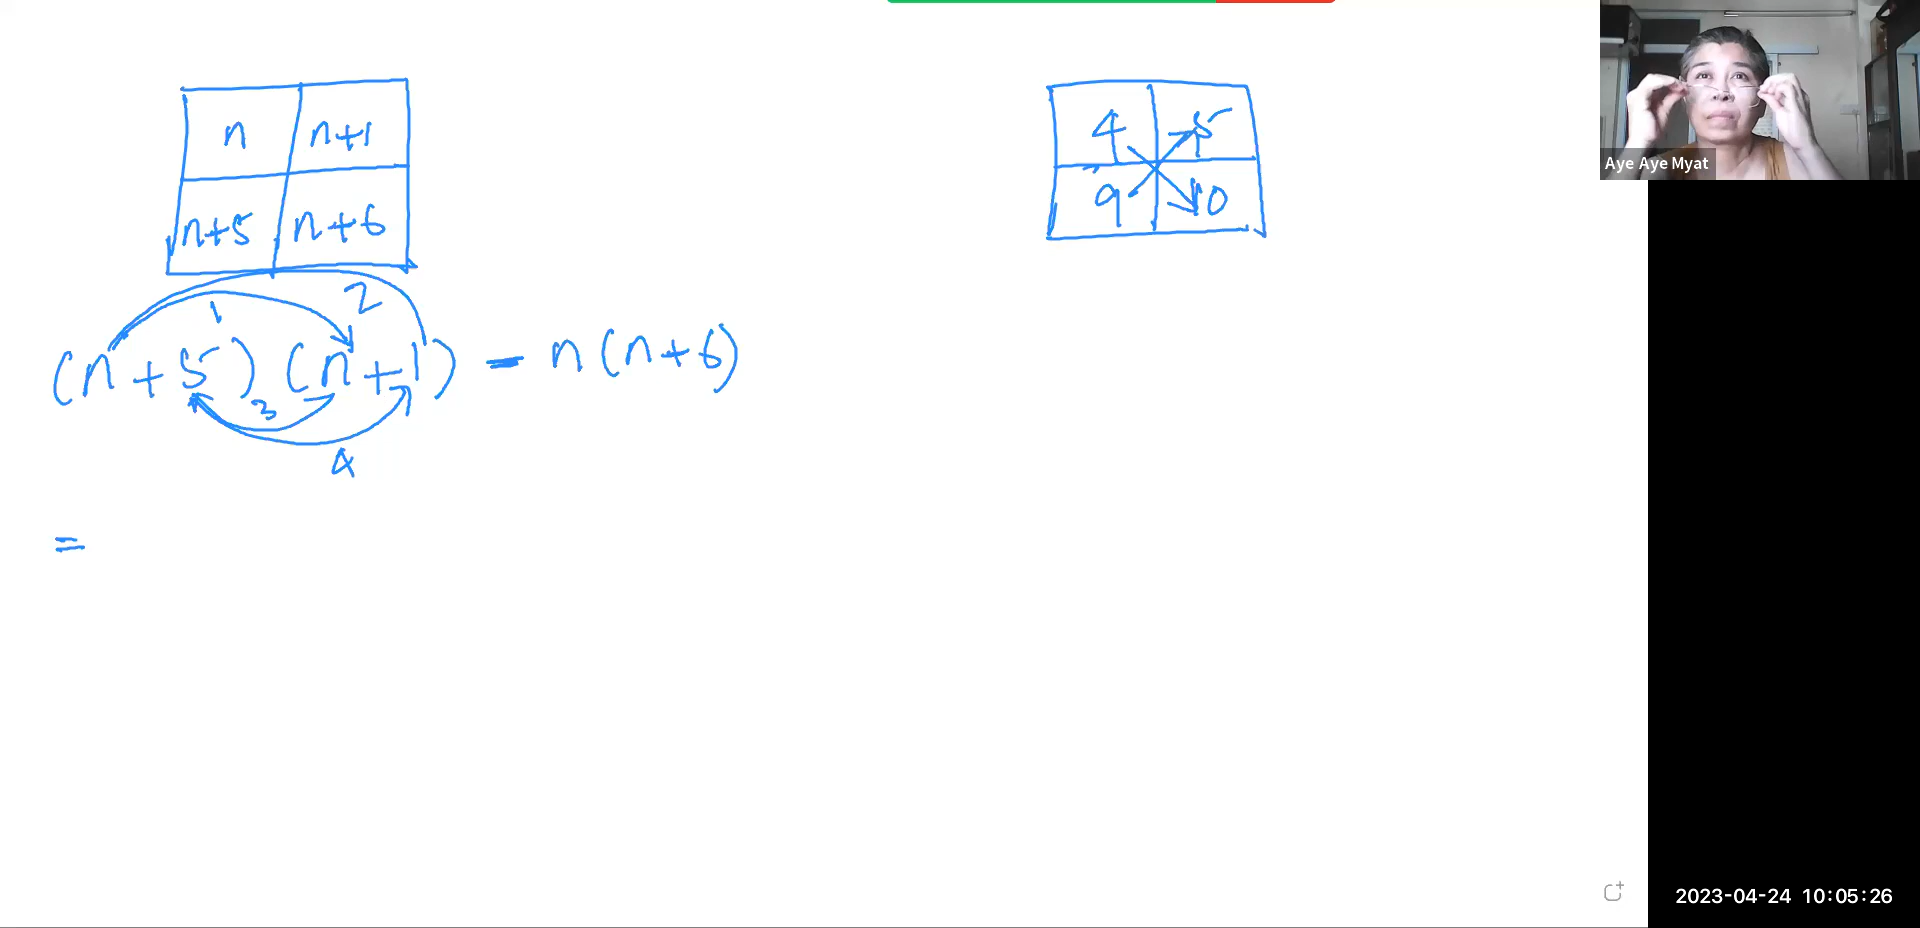 n n+1
n+5 n+6
4 5
9 10
1 2
(n+5)(n+1) - n(n+6)
3
4
=
Aye Aye Myat
2023-04-24 10:05:26